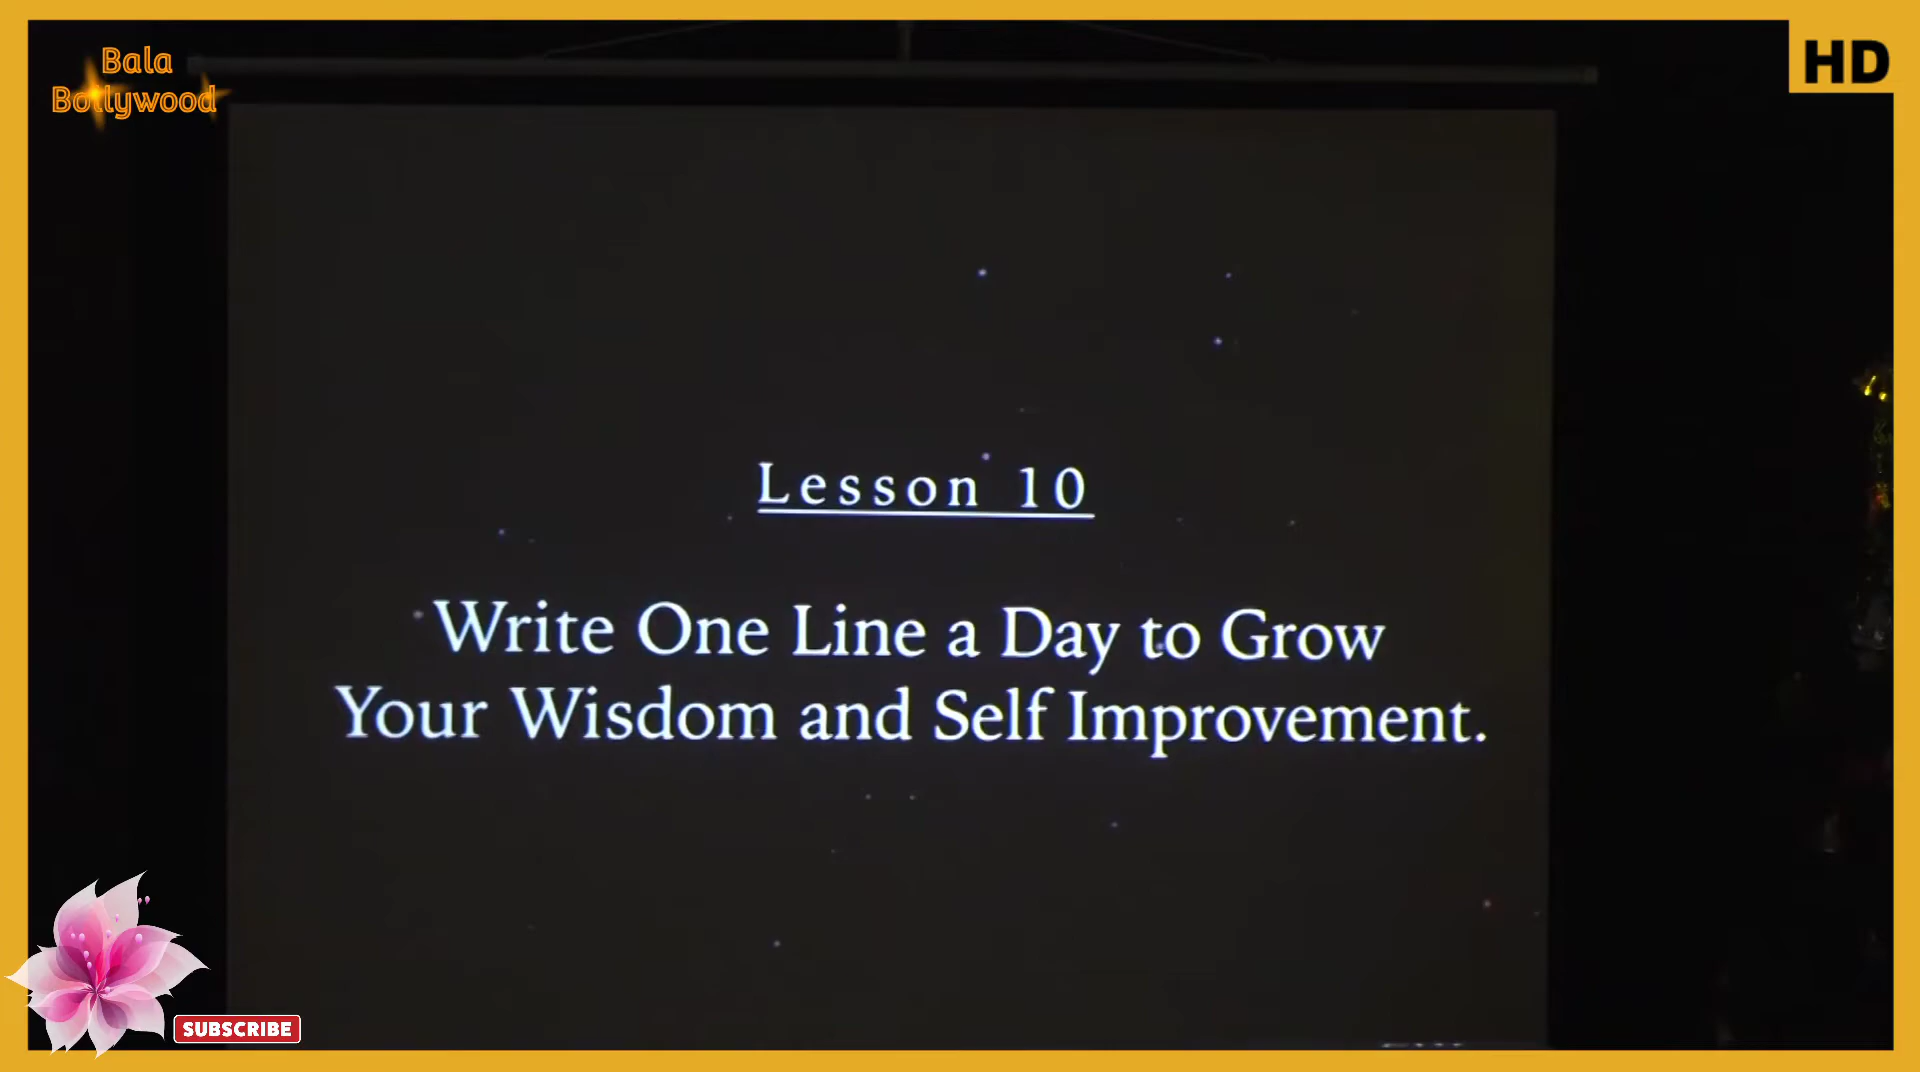 Bala
Bollywood
HD
Lesson 10
Write One Line a Day to Grow
Your Wisdom and Self Improvement.
SUBSCRIBE